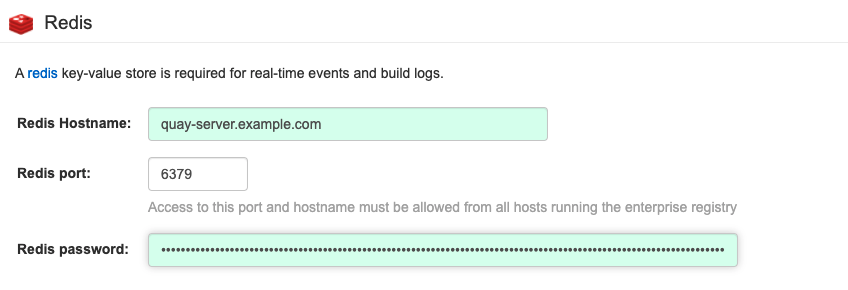 Redis
A redis key-value store is required for real-time events and build logs.
Redis Hostname: quay-server.example.com
Redis port: 6379
Access to this port and hostname must be allowed from all hosts running the enterprise registry
Redis password: